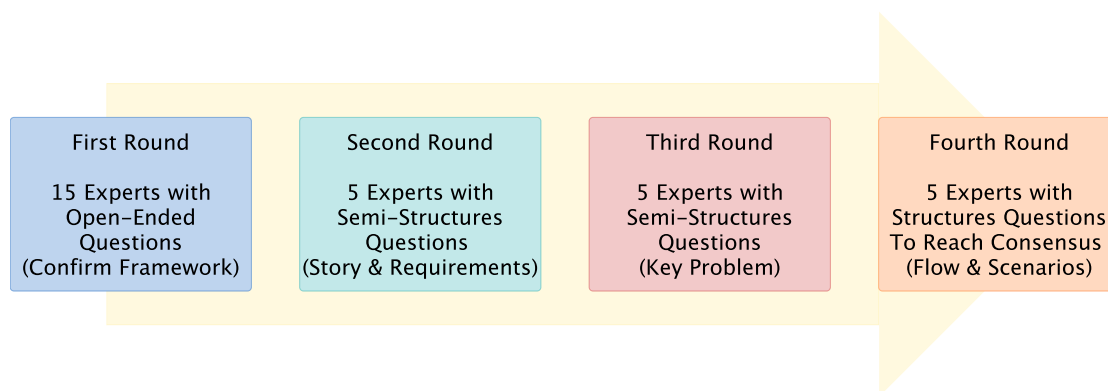 First Round
15 Experts with
Open-Ended
Questions
(Confirm Framework)
Second Round
5 Experts with
Semi-Structures
Questions
(Story & Requirements)
Third Round
5 Experts with
Semi-Structures
Questions
(Key Problem)
Fourth Round
5 Experts with
Structures Questions
To Reach Consensus
(Flow & Scenarios)